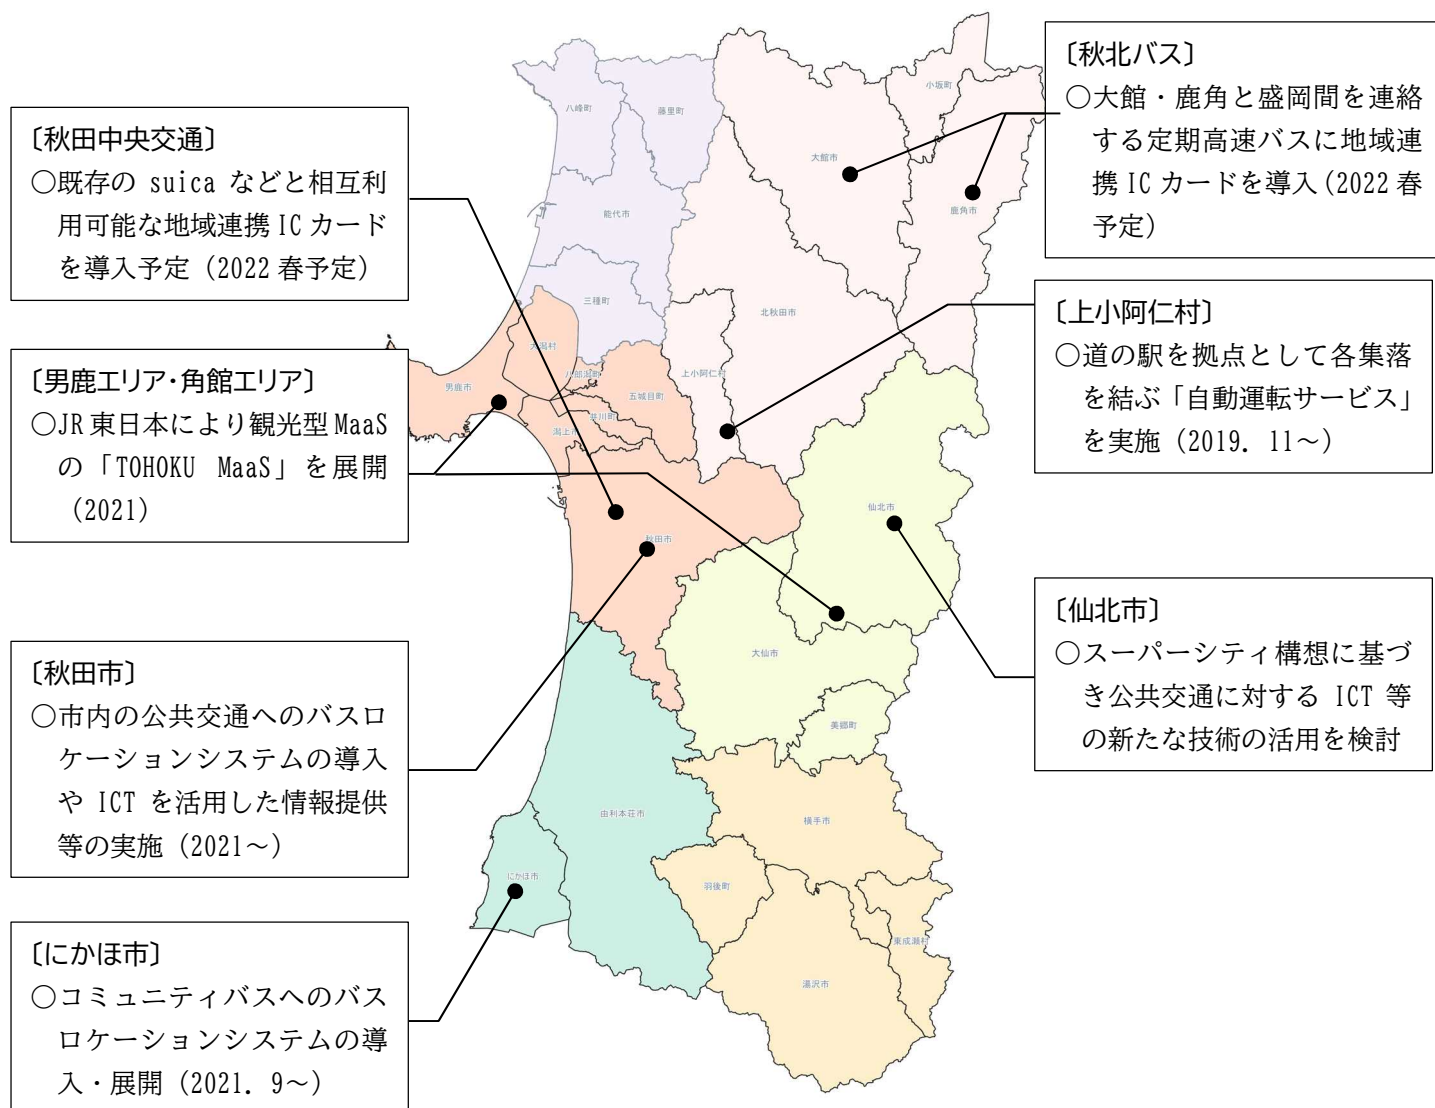 〔秋田中央交通〕
○既存の suica などと相互利
用可能な地域連携 IC カード
を導入予定（2022 春予定）
〔男鹿エリア・角館エリア〕
○JR 東日本により観光型 MaaS
の「TOHOKU MaaS」を展開
（2021）
〔秋田市〕
○市内の公共交通へのバスロ
ケーションシステムの導入
や ICT を活用した情報提供
等の実施（2021～）
〔にかほ市〕
○コミュニティバスへのバス
ロケーションシステムの導
入・展開（2021．9～）
〔秋北バス〕
○大館・鹿角と盛岡間を連絡
する定期高速バスに地域連
携 IC カードを導入（2022 春
予定）
〔上小阿仁村〕
○道の駅を拠点として各集落
を結ぶ「自動運転サービス」
を実施（2019．11～）
〔仙北市〕
○スーパーシティ構想に基づ
き公共交通に対する ICT 等
の新たな技術の活用を検討
小坂町
八峰町
藤里町
大館市
鹿角市
能代市
三種町
北秋田市
大潟村
上小阿仁村
八郎潟町
男鹿市
五城目町
井川町
潟上市
仙北市
秋田市
大仙市
美郷町
由利本荘市
横手市
にかほ市
羽後町
東成瀬村
湯沢市